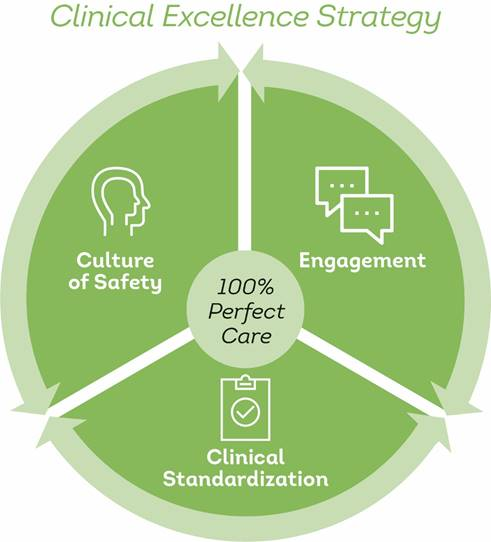 Clinical Excellence Strategy
Culture
of Safety
Engagement
100%
Perfect
Care
Clinical
Standardization